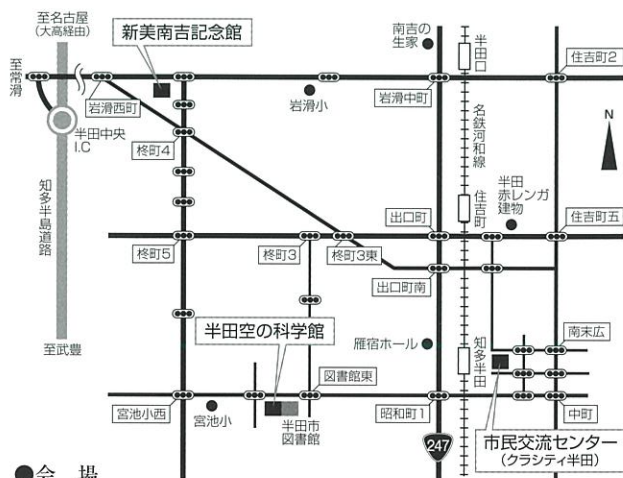 至名古屋
(大高経由)
新美南吉記念館
南吉の
生家
半田口
住吉町2
至常滑
岩滑西町
岩滑小
岩滑中町
半田中央
I.C
柊町4
名鉄河和線
N
知多半島道路
住吉町
半田
赤レンガ
建物
出口町
住吉町五
柊町5
柊町3
柊町3東
出口町南
半田空の科学館
雁宿ホール
知多半田
南末広
至武豊
図書館東
宮池小西
宮池小
半田市
図書館
昭和町1
中町
247
市民交流センター
(クラシティ半田)
●会 場